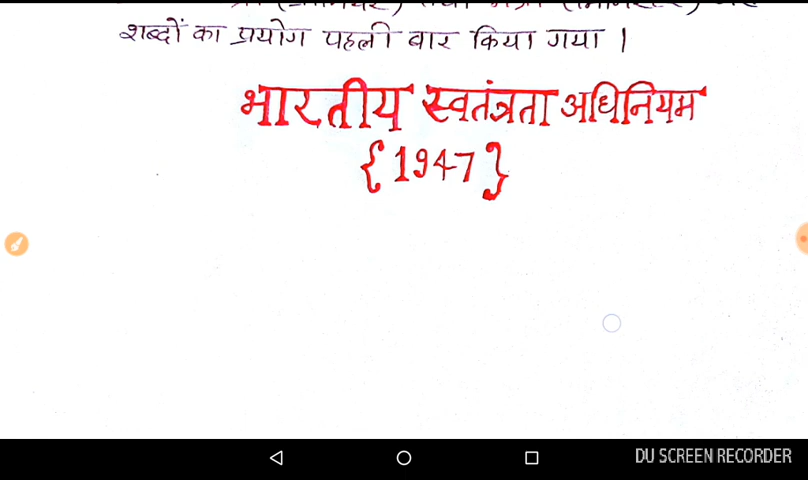 शब्दों का प्रयोग पहली बार किया गया ।
भारतीय स्वतंत्रता अधिनियम
{1947}
DU SCREEN RECORDER